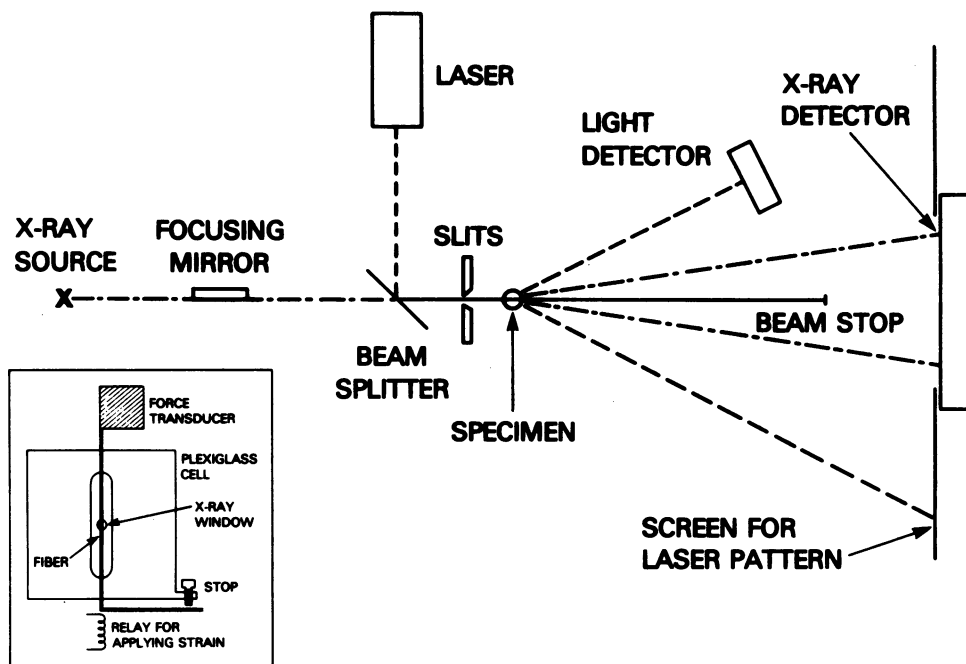 LASER
X-RAY
DETECTOR
LIGHT
DETECTOR
X-RAY
SOURCE
X
FOCUSING
MIRROR
SLITS
BEAM STOP
BEAM
SPLITTER
SPECIMEN
SCREEN FOR
LASER PATTERN
FORCE
TRANSDUCER
PLEXIGLASS
CELL
X-RAY
WINDOW
FIBER
STOP
RELAY FOR
APPLYING STRAIN